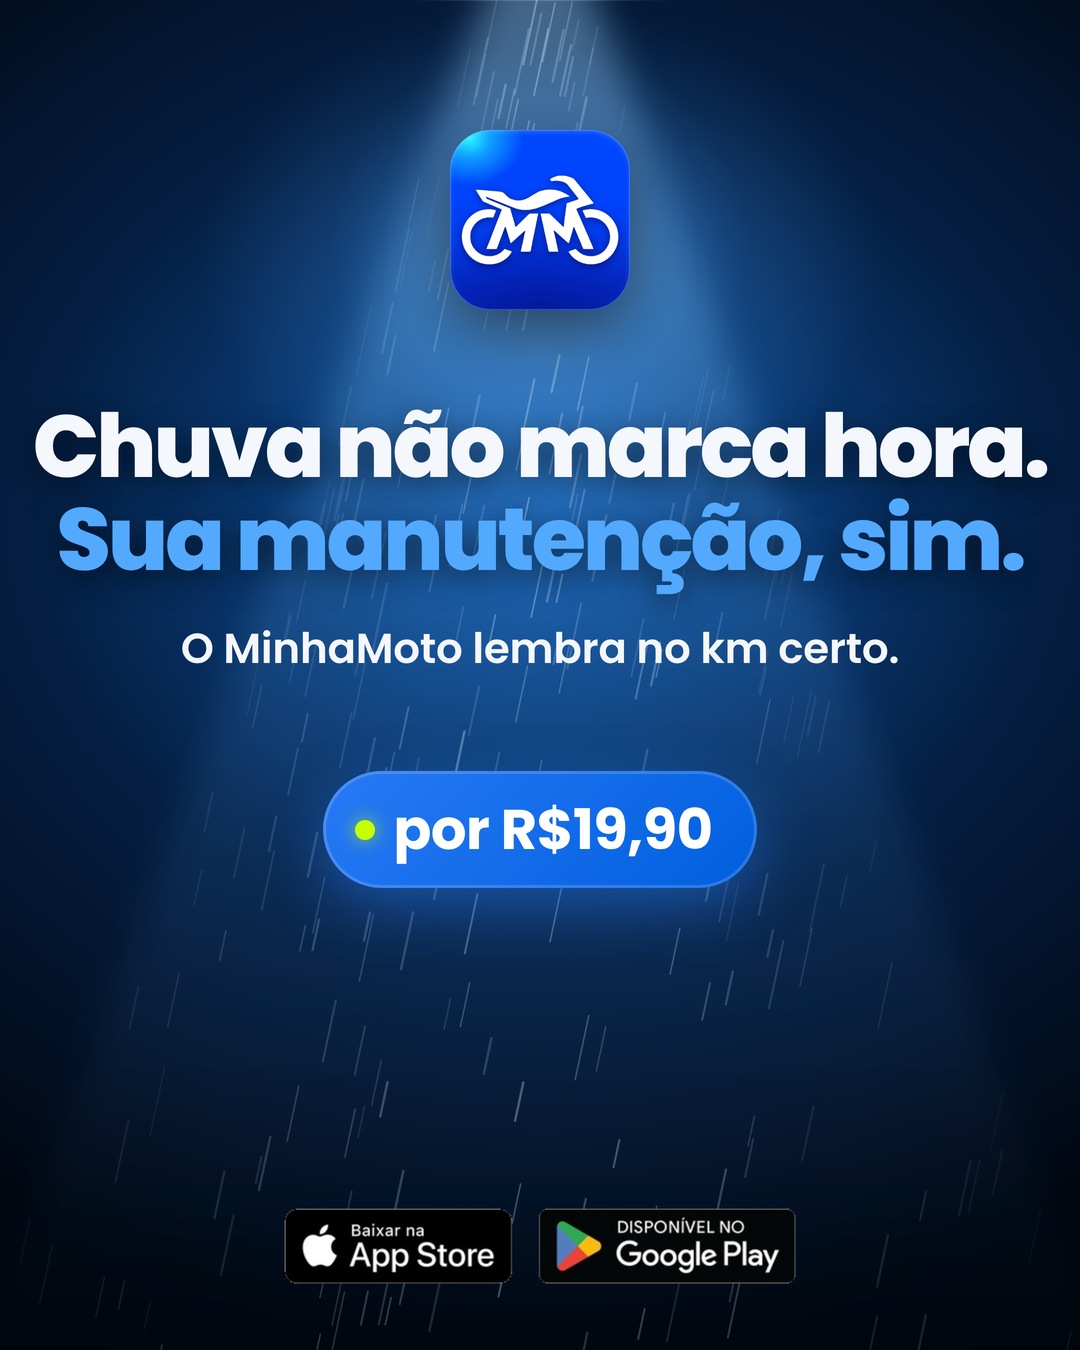 MM
Chuva não marca hora.
Sua manutenção, sim.
O MinhaMoto lembra no km certo.
por R$19,90
Baixar na
App Store
DISPONÍVEL NO
Google Play